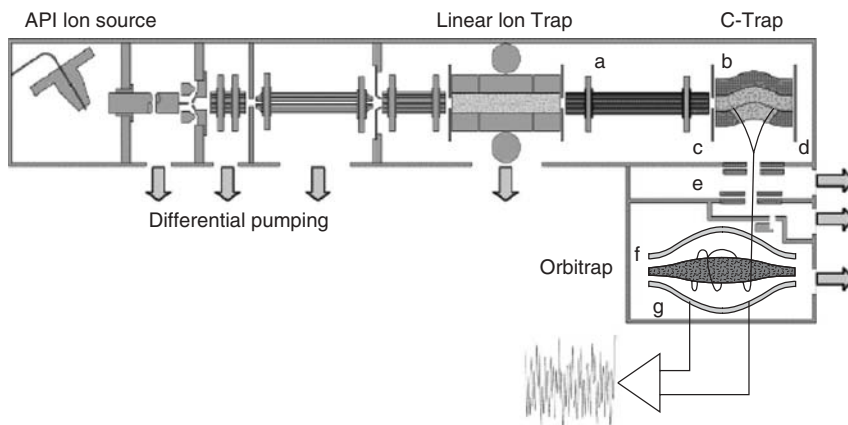 API Ion source
Linear Ion Trap
C-Trap
a
b
c
d
e
Differential pumping
f
Orbitrap
g